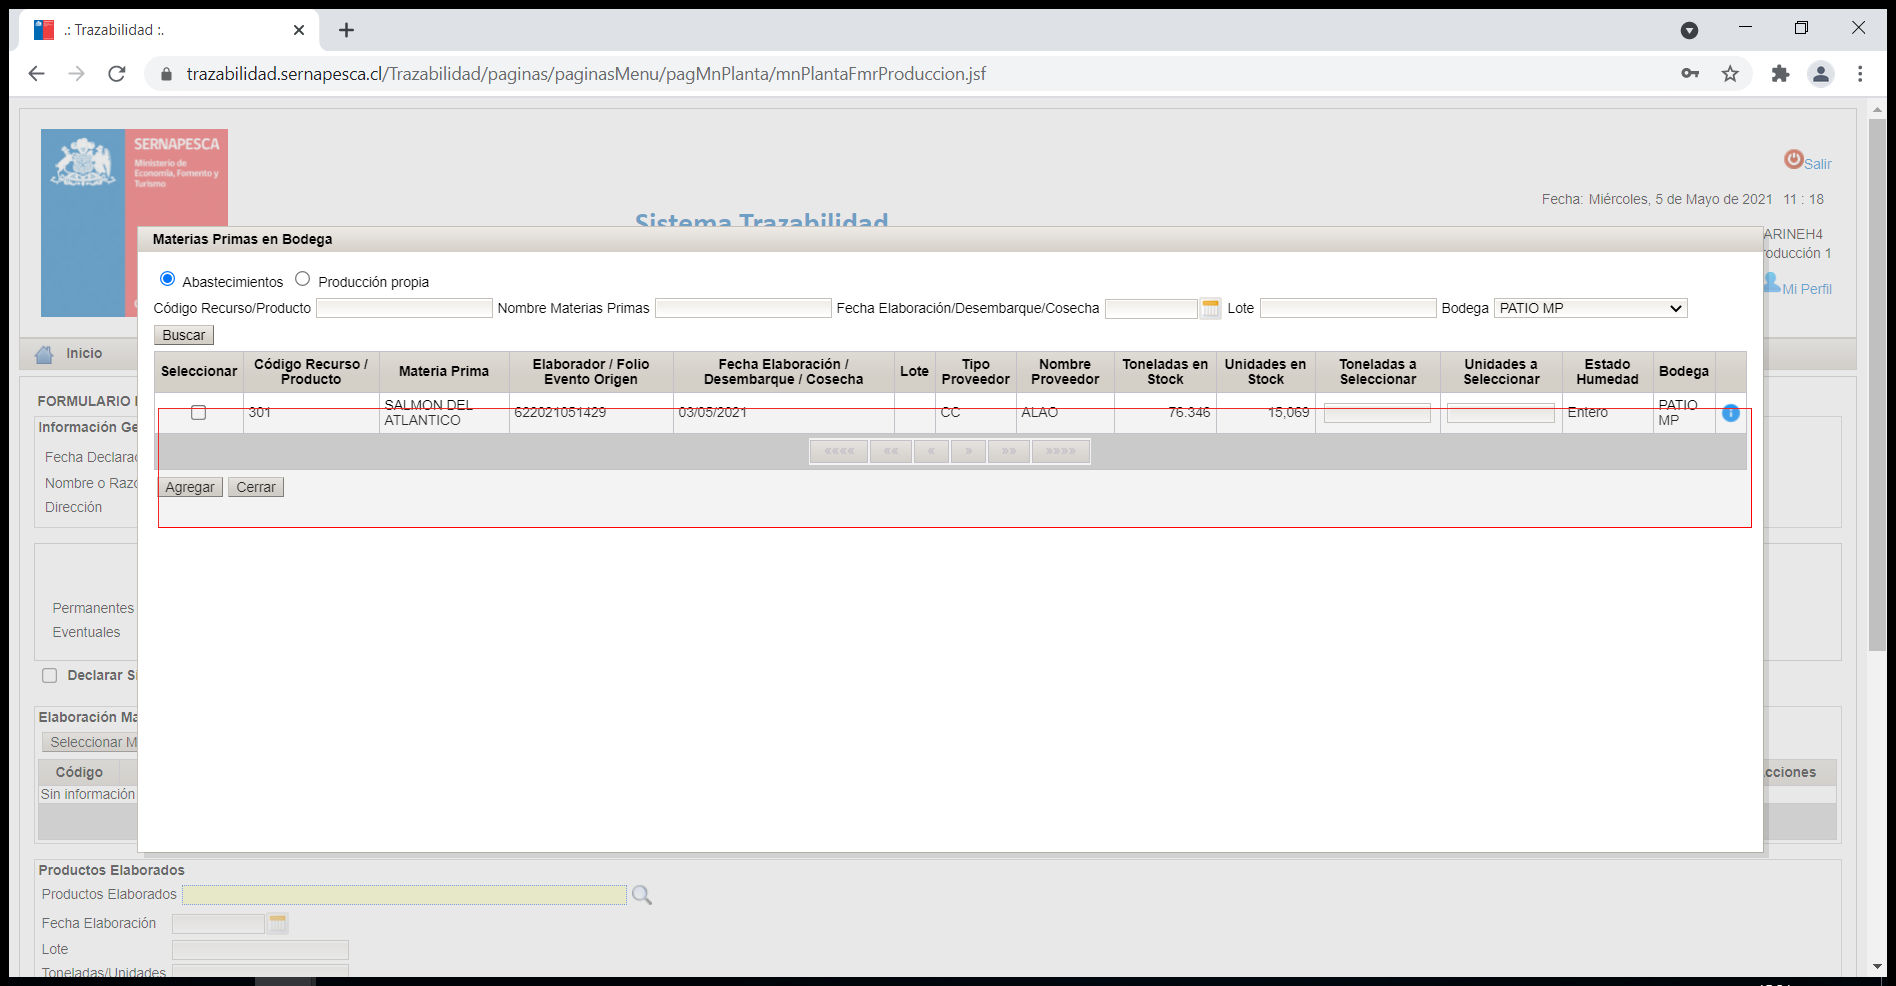 .: Trazabilidad :.
trazabilidad.sernapesca.cl/Trazabilidad/paginas/paginasMenu/pagMnPlanta/mnPlantaFmrProduccion.jsf
SERNAPESCA
Ministerio de
Economía, Fomento y
Turismo
Salir
Fecha: Miércoles, 5 de Mayo de 2021 11 : 18
Sistema Trazabilidad
ARINEH4
roducción 1
Mi Perfil
Inicio
Materias Primas en Bodega
Abastecimientos Producción propia
Código Recurso/Producto Nombre Materias Primas Fecha Elaboración/Desembarque/Cosecha Lote Bodega PATIO MP
Buscar
Seleccionar Código Recurso / Producto Materia Prima Elaborador / Folio Evento Origen Fecha Elaboración / Desembarque / Cosecha Lote Tipo Proveedor Nombre Proveedor Toneladas en Stock Unidades en Stock Toneladas a Seleccionar Unidades a Seleccionar Estado Humedad Bodega
301 SALMON DEL ATLANTICO 622021051429 03/05/2021 CC ALAO 76.346 15,069 Entero PATIO MP
«««« «« « » »» »»»»
Agregar Cerrar
FORMULARIO
Información Ge
Fecha Declarac
Nombre o Razo
Dirección
Permanentes
Eventuales
Declarar Si
Elaboración Ma
Seleccionar M
Código cciones
Sin información
Productos Elaborados
Productos Elaborados
Fecha Elaboración
Lote
Toneladas/Unidades